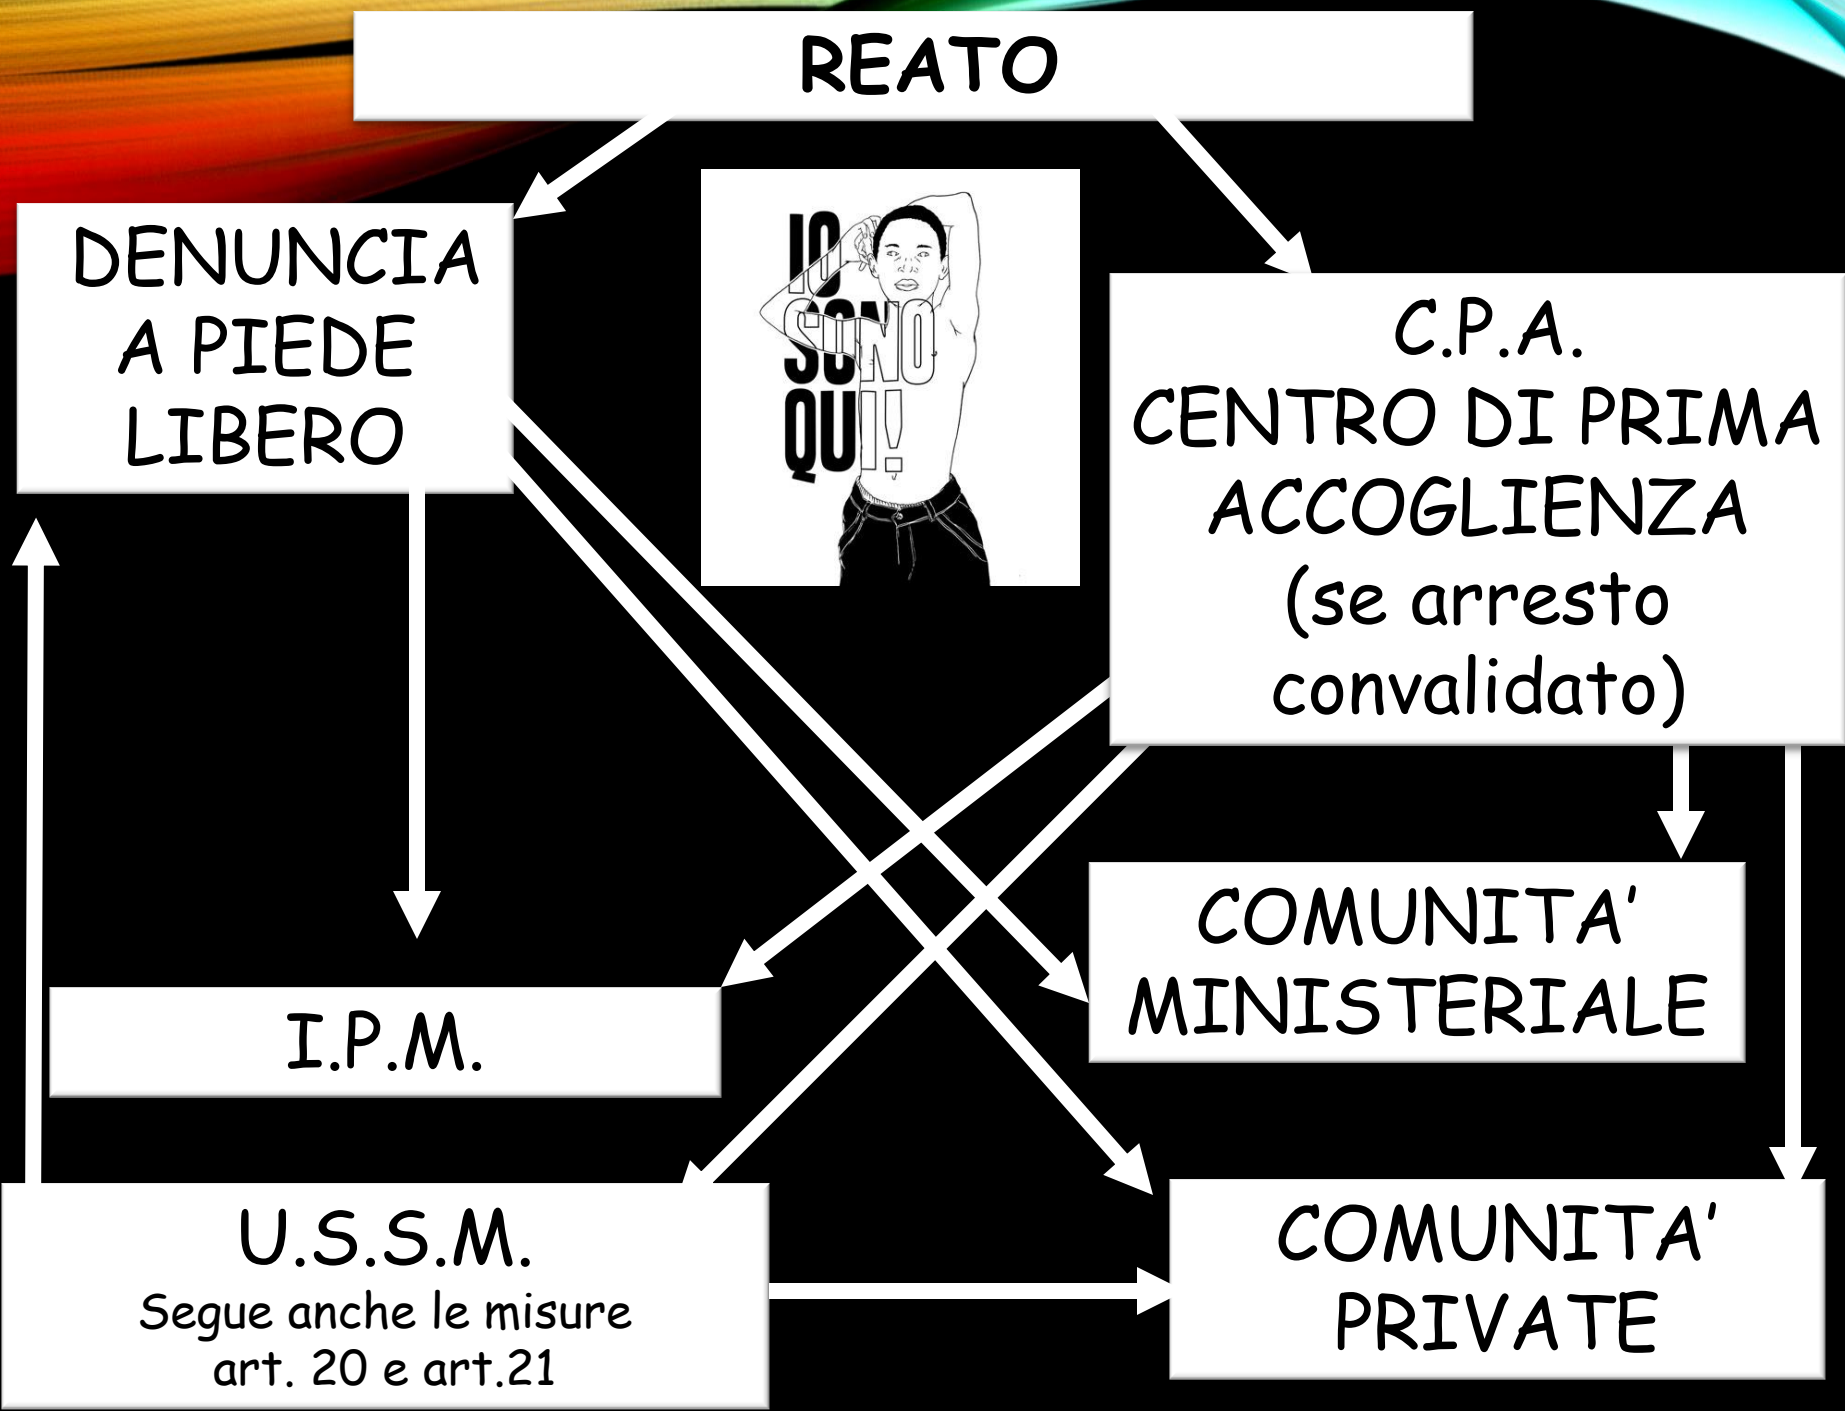 REATO
DENUNCIA
A PIEDE
LIBERO
IO
SONO
QUI!
C.P.A.
CENTRO DI PRIMA
ACCOGLIENZA
(se arresto
convalidato)
COMUNITA’
MINISTERIALE
I.P.M.
U.S.S.M.
Segue anche le misure
art. 20 e art.21
COMUNITA’
PRIVATE